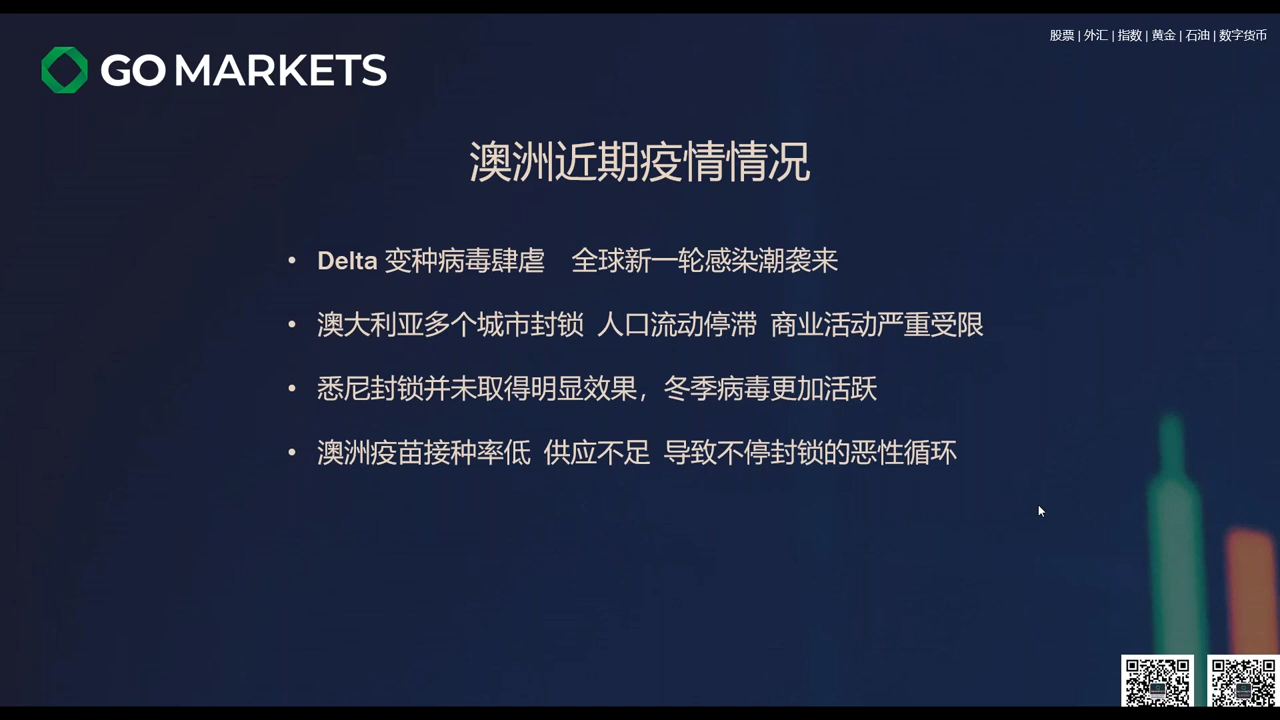 股票 | 外汇 | 指数 | 黄金 | 石油 | 数字货币
GO MARKETS
澳洲近期疫情情况
• Delta 变种病毒肆虐 全球新一轮感染潮袭来
• 澳大利亚多个城市封锁 人口流动停滞 商业活动严重受限
• 悉尼封锁并未取得明显效果，冬季病毒更加活跃
• 澳洲疫苗接种率低 供应不足 导致不停封锁的恶性循环